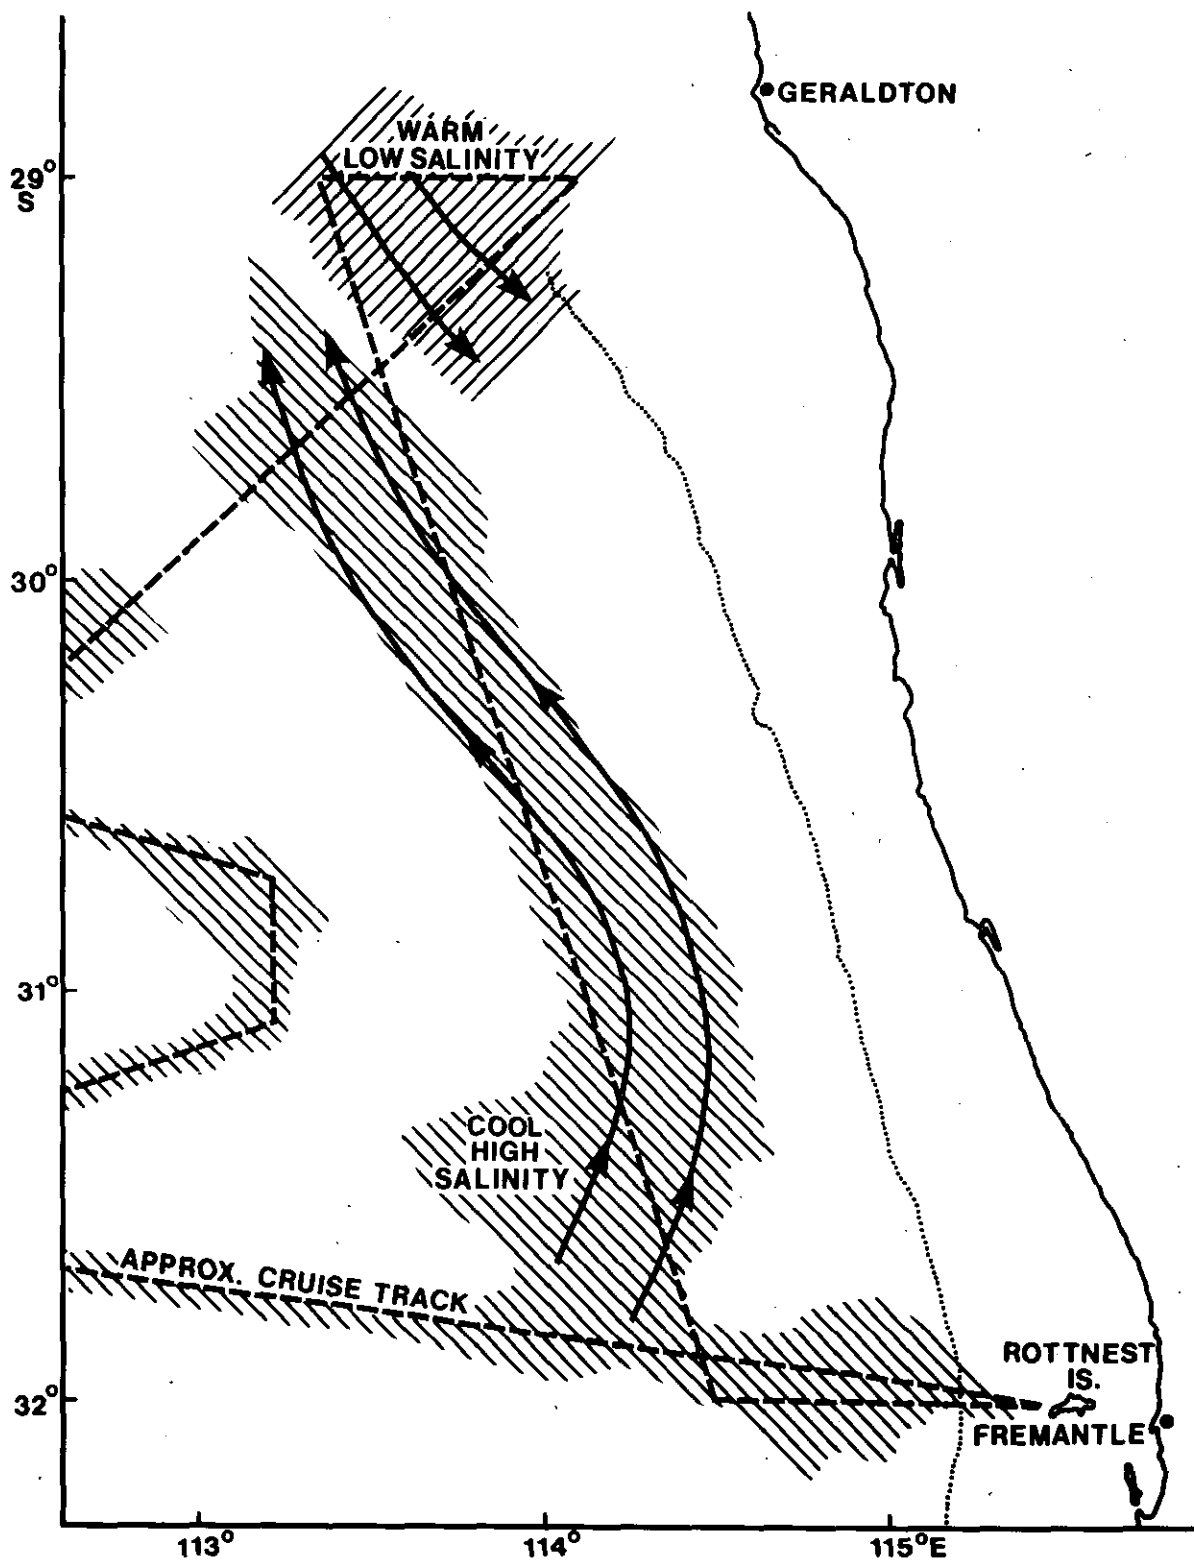 GERALDTON
WARM
LOW SALINITY
29°
S
30°
31°
COOL
HIGH
SALINITY
APPROX. CRUISE TRACK
ROTTNEST
IS.
32°
FREMANTLE
113°
114°
115°E